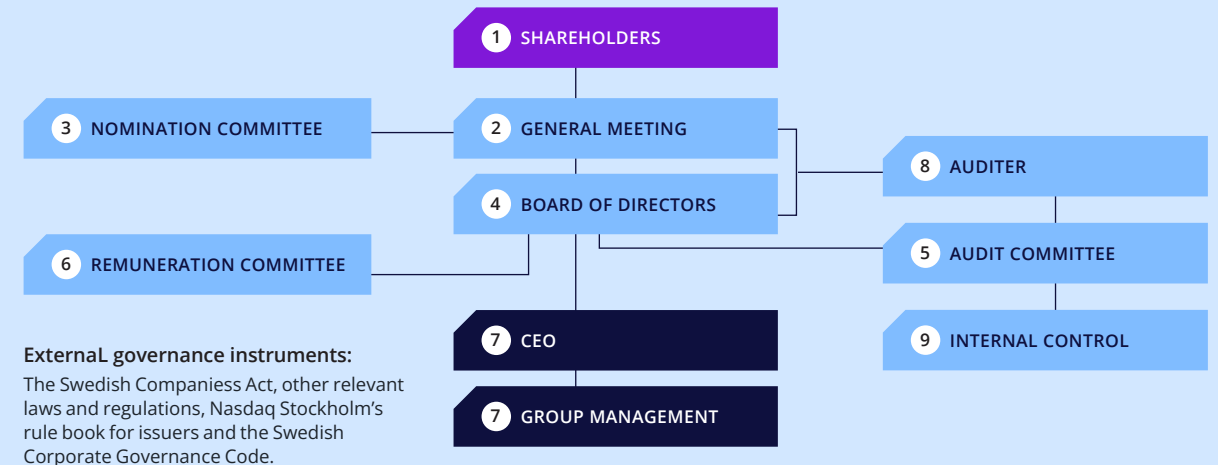 1 SHAREHOLDERS
3 NOMINATION COMMITTEE
2 GENERAL MEETING
8 AUDITER
4 BOARD OF DIRECTORS
5 AUDIT COMMITTEE
6 REMUNERATION COMMITTEE
7 CEO
9 INTERNAL CONTROL
7 GROUP MANAGEMENT
ExternaL governance instruments:
The Swedish Companiess Act, other relevant
laws and regulations, Nasdaq Stockholm's
rule book for issuers and the Swedish
Corporate Governance Code.